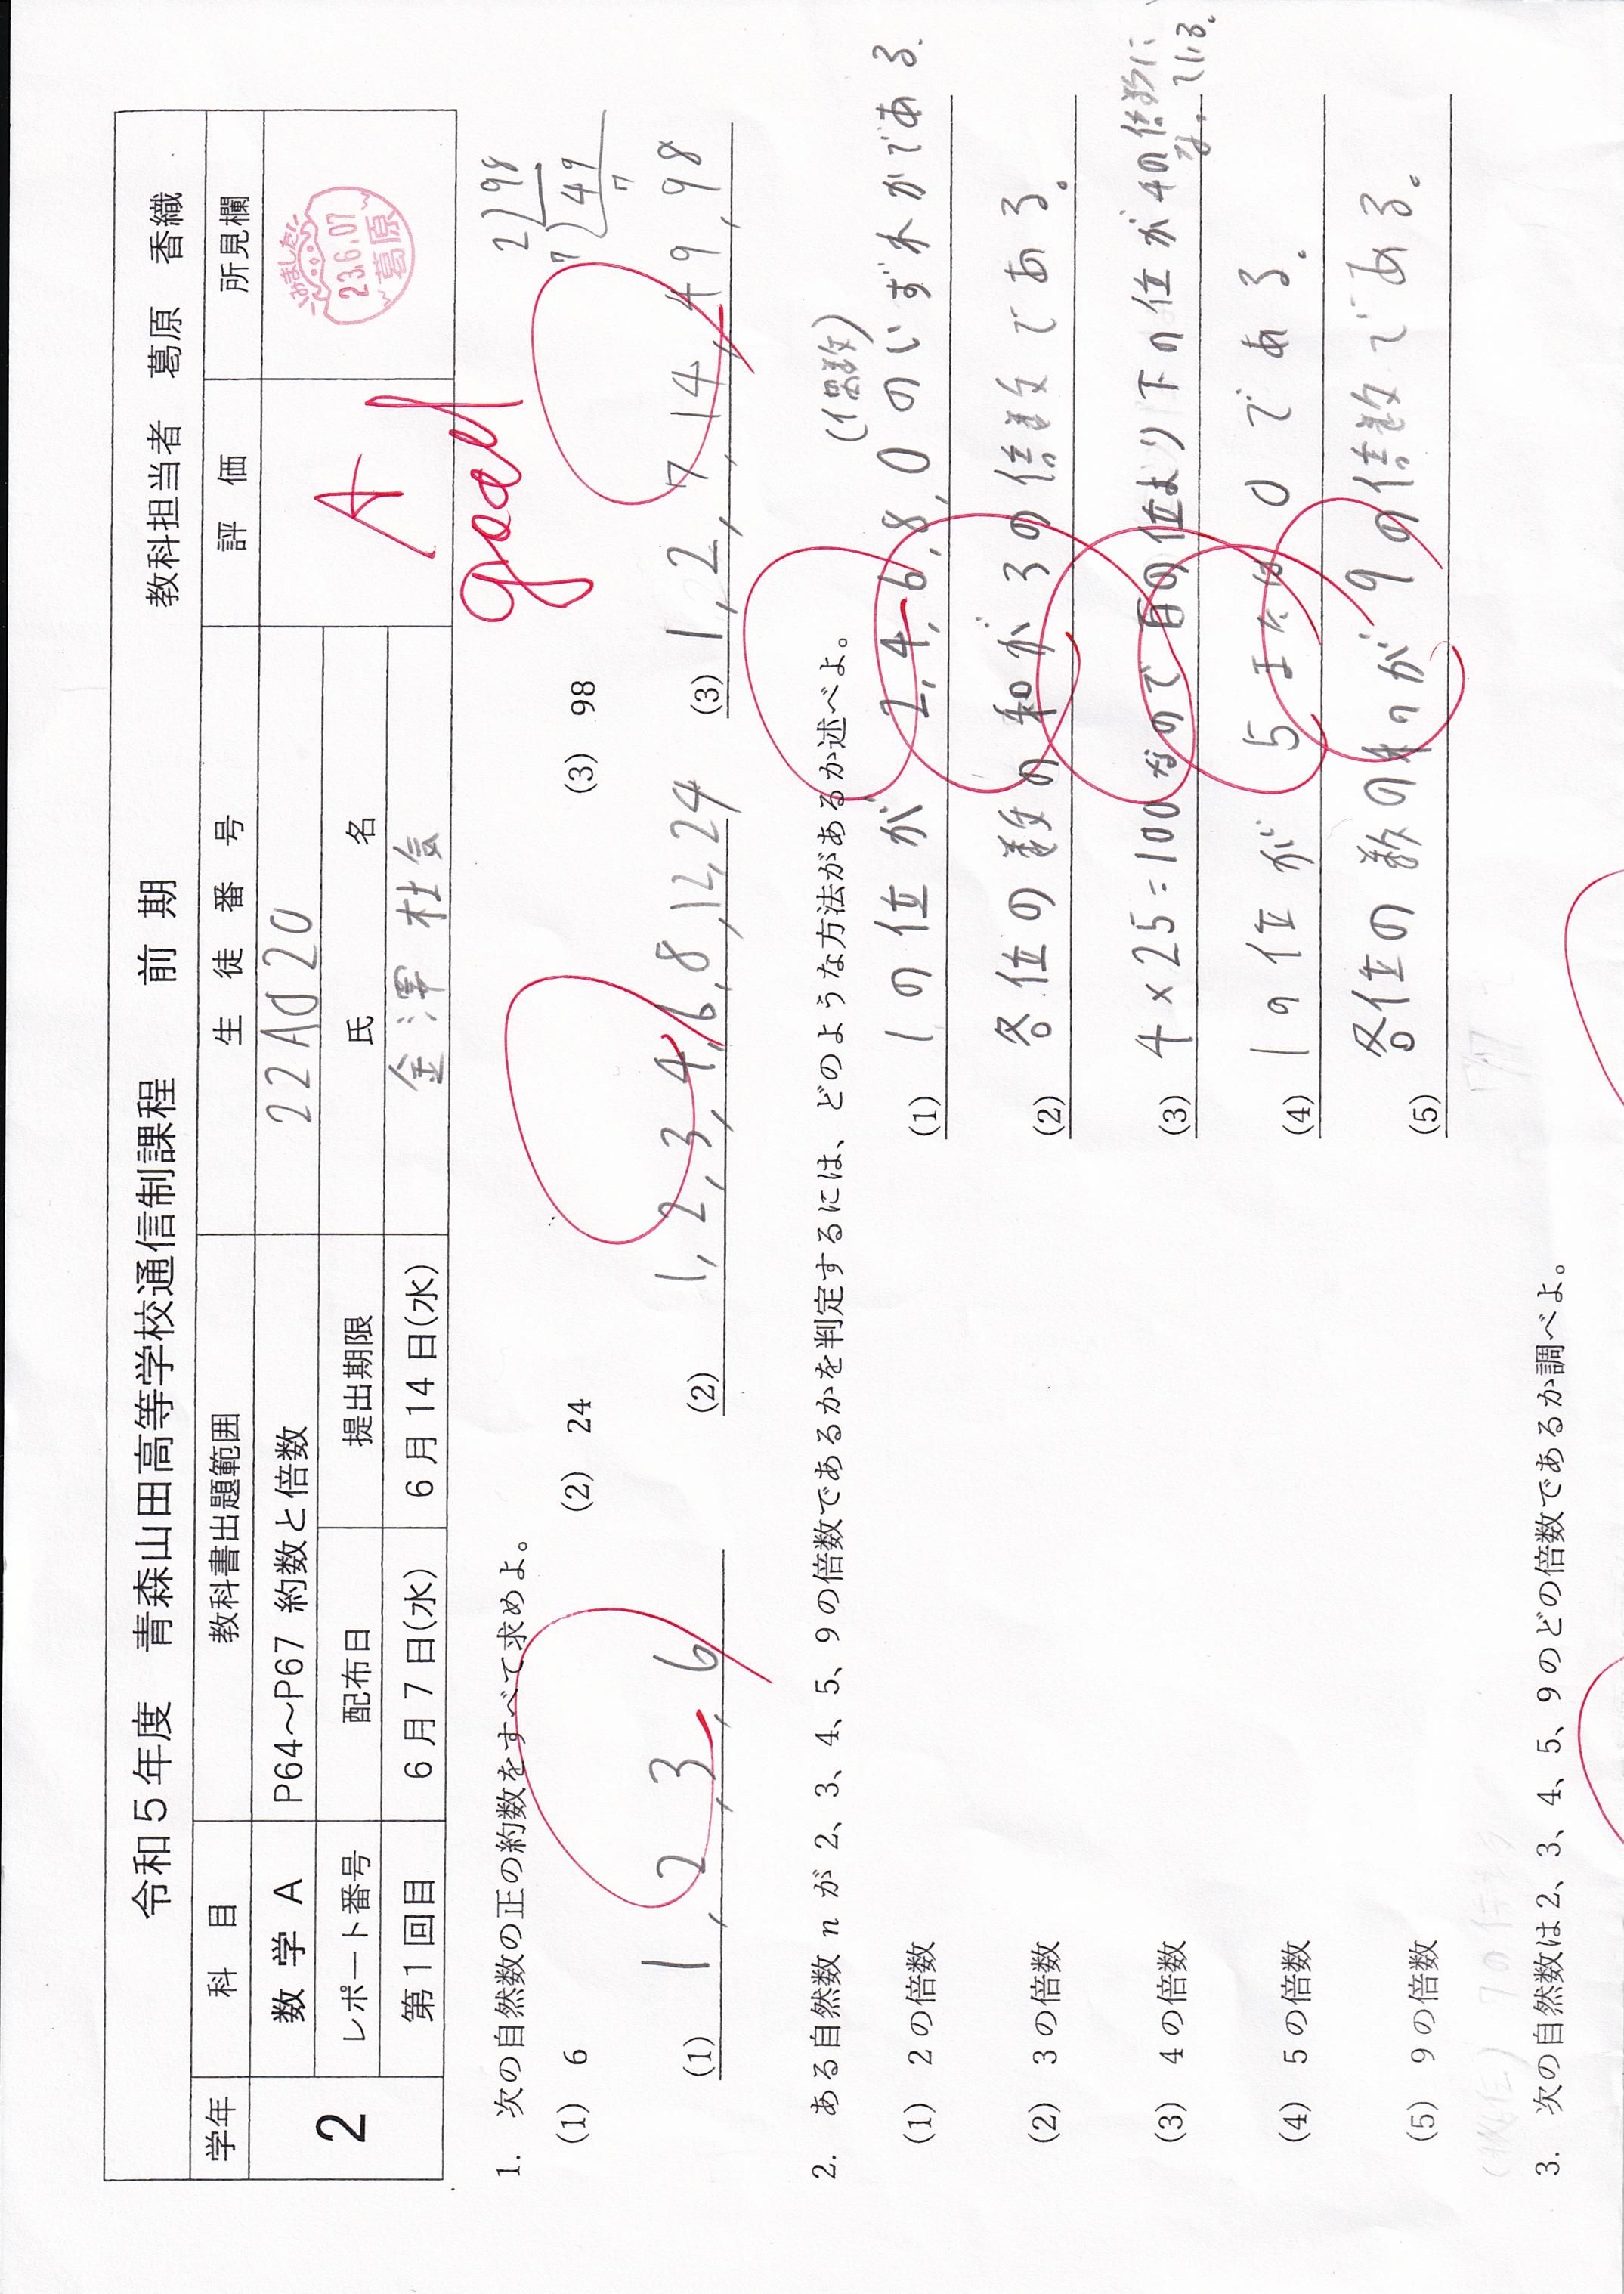 令和5年度　青森山田高等学校通信制課程　前 期　教科担当者　葛原　香織
学年 科 目 教科書出題範囲 生 徒 番 号 評 価 所見欄
2 数 学 A P64～P67 約数と倍数 22Ad20 A
レポート番号 配布日 提出期限 氏 名
第1回目 6月7日(水) 6月14日(水) 金澤
よみました！
23.6.07
葛原
good
1. 次の自然数の正の約数をすべて求めよ。
(1) 6 (2) 24 (3) 98
2)98
7)49
7
(1) 1, 2, 3, 6 (2) 1, 2, 3, 4, 6, 8, 12, 24 (3) 1, 2, 7, 14, 49, 98
2. ある自然数 n が 2、3、4、5、9 の倍数であるかを判定するには、どのような方法があるか述べよ。
(偶数)
(1) 2 の倍数 (1) 1の位が 2,4,6,8,0のいずれかである.
(2) 3 の倍数 (2) 各位の数の和が3の倍数である。
(3) 4 の倍数 (3) 4×25=100なので百の位より下の位が4の倍数になっている.
(4) 5 の倍数 (4) 1の位が 5または 0 である。
(5) 9 の倍数 (5) 各位の数の和が 9の倍数である。
3. 次の自然数は 2、3、4、5、9 のどの倍数であるか調べよ。